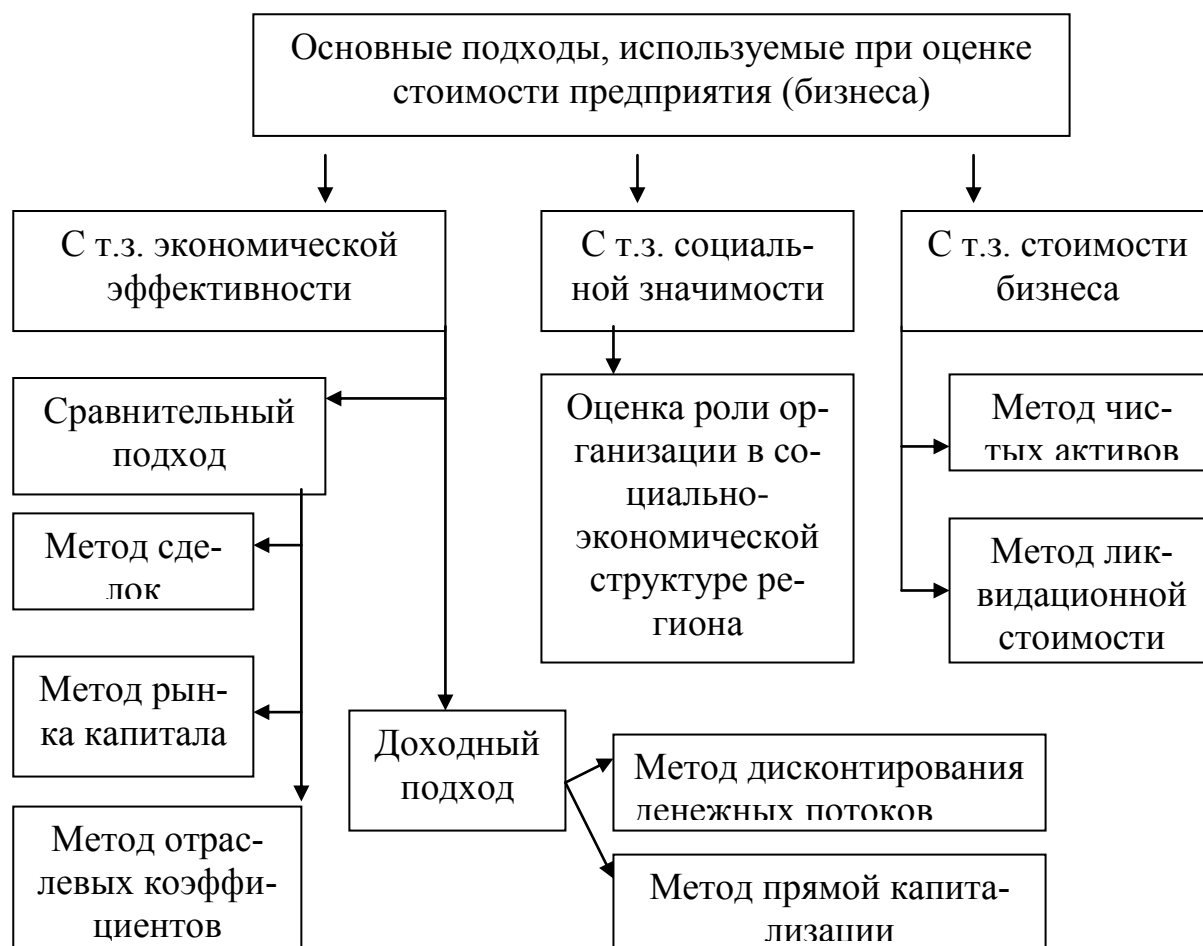 Основные подходы, используемые при оценке
стоимости предприятия (бизнеса)
С т.з. экономической
эффективности
С т.з. социаль-
ной значимости
С т.з. стоимости
бизнеса
Сравнительный
подход
Оценка роли ор-
ганизации в со-
циально-
экономической
структуре ре-
гиона
Метод чис-
тых активов
Метод сде-
лок
Метод лик-
видационной
стоимости
Метод рын-
ка капитала
Доходный
подход
Метод дисконтирования
денежных потоков
Метод отрас-
левых коэффи-
циентов
Метод прямой капита-
лизации